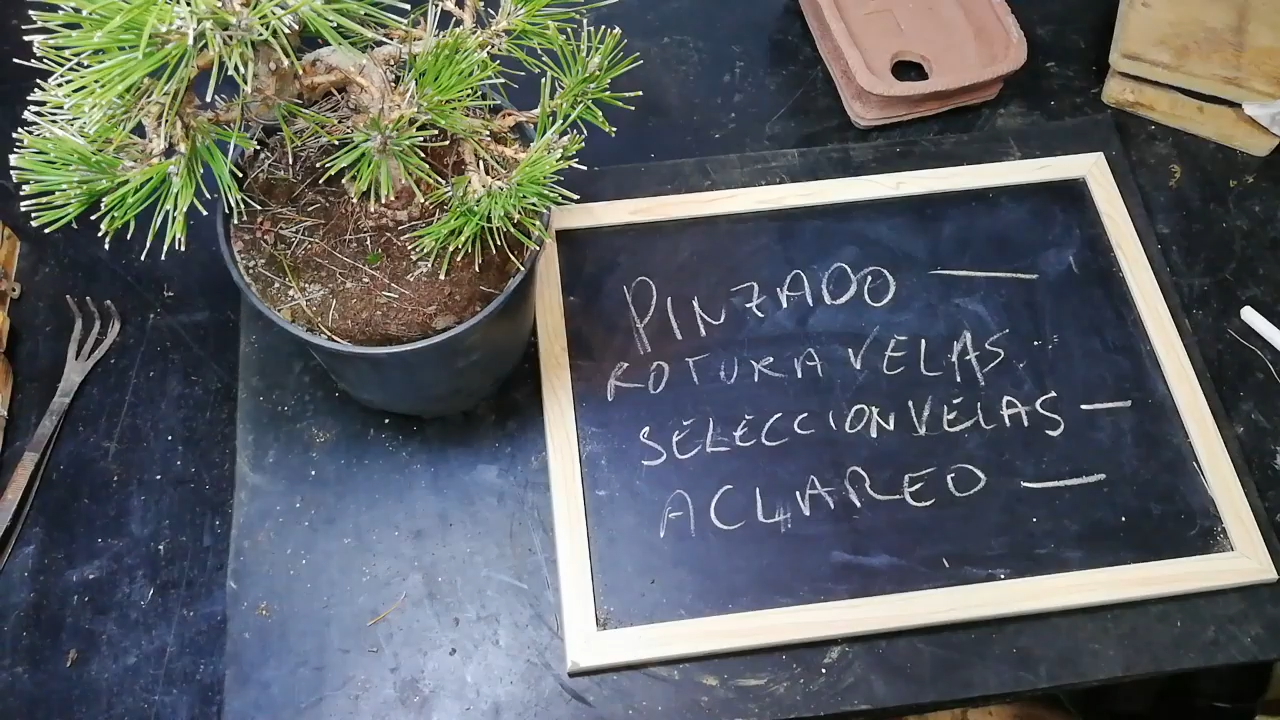 PINZADO —
ROTURA VELAS
SELECCION VELAS —
ACLAREO —